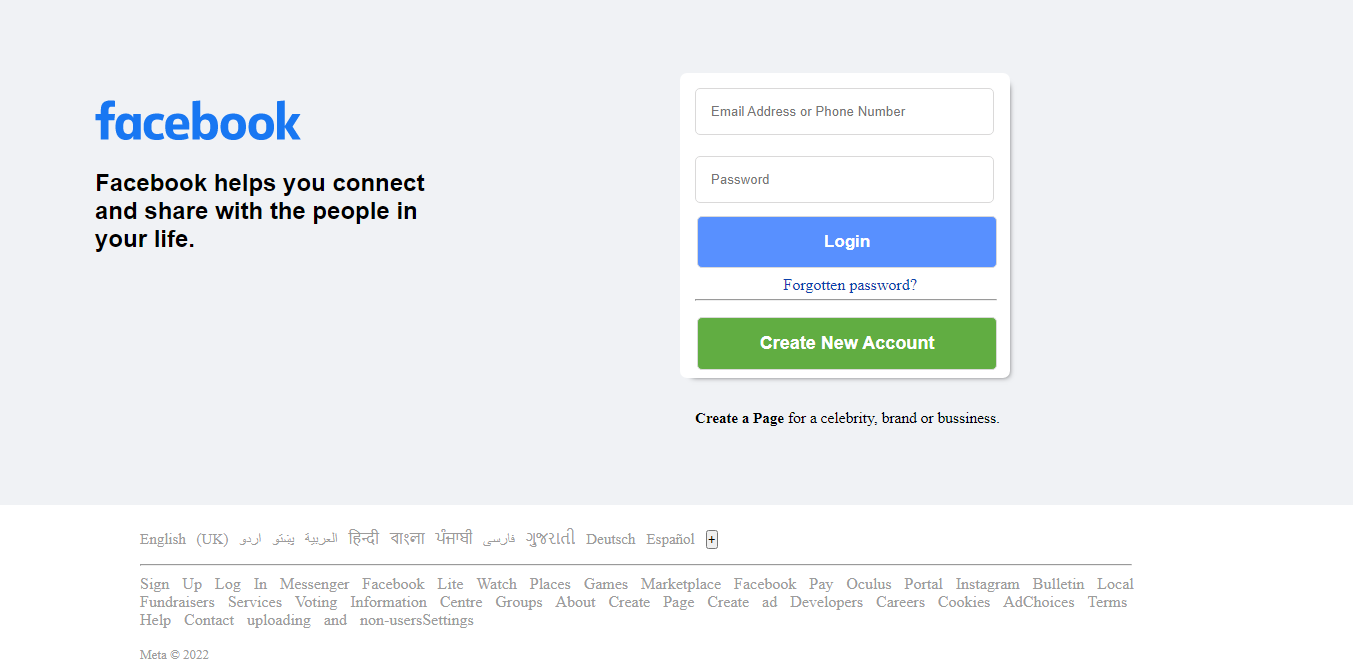 facebook
Facebook helps you connect
and share with the people in
your life.
Email Address or Phone Number
Password
Login
Forgotten password?
Create New Account
Create a Page for a celebrity, brand or bussiness.
English (UK) اردو پښتو العربية हिन्दी বাংলা ਪੰਜਾਬੀ فارسی ગુજરાતી Deutsch Español +
Sign Up Log In Messenger Facebook Lite Watch Places Games Marketplace Facebook Pay Oculus Portal Instagram Bulletin Local
Fundraisers Services Voting Information Centre Groups About Create Page Create ad Developers Careers Cookies AdChoices Terms
Help Contact uploading and non-usersSettings
Meta © 2022